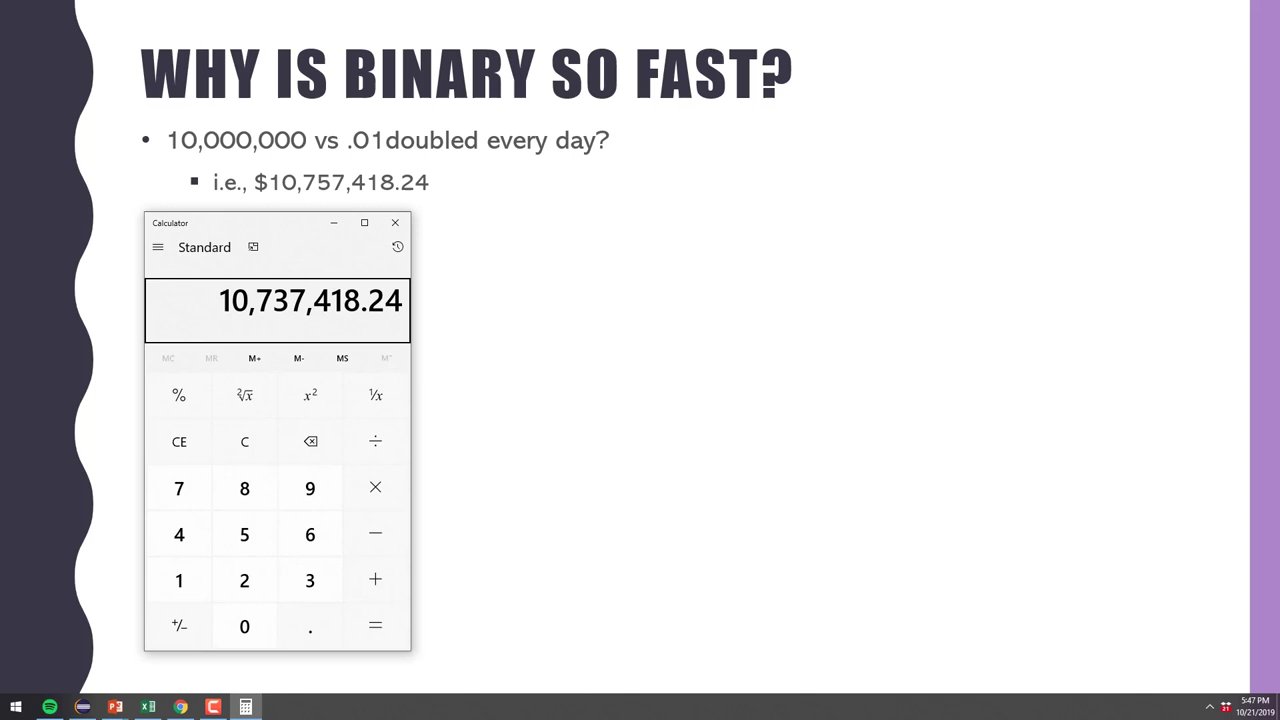 WHY IS BINARY SO FAST?
• 10,000,000 vs .01doubled every day?
▪ i.e., $10,757,418.24
Calculator
Standard
10,737,418.24
MC MR M+ M- MS M˅
% ²√x x² ¹/x
CE C ÷
7 8 9 ×
4 5 6 −
1 2 3 +
+/− 0 . =
5:47 PM
21 10/21/2019